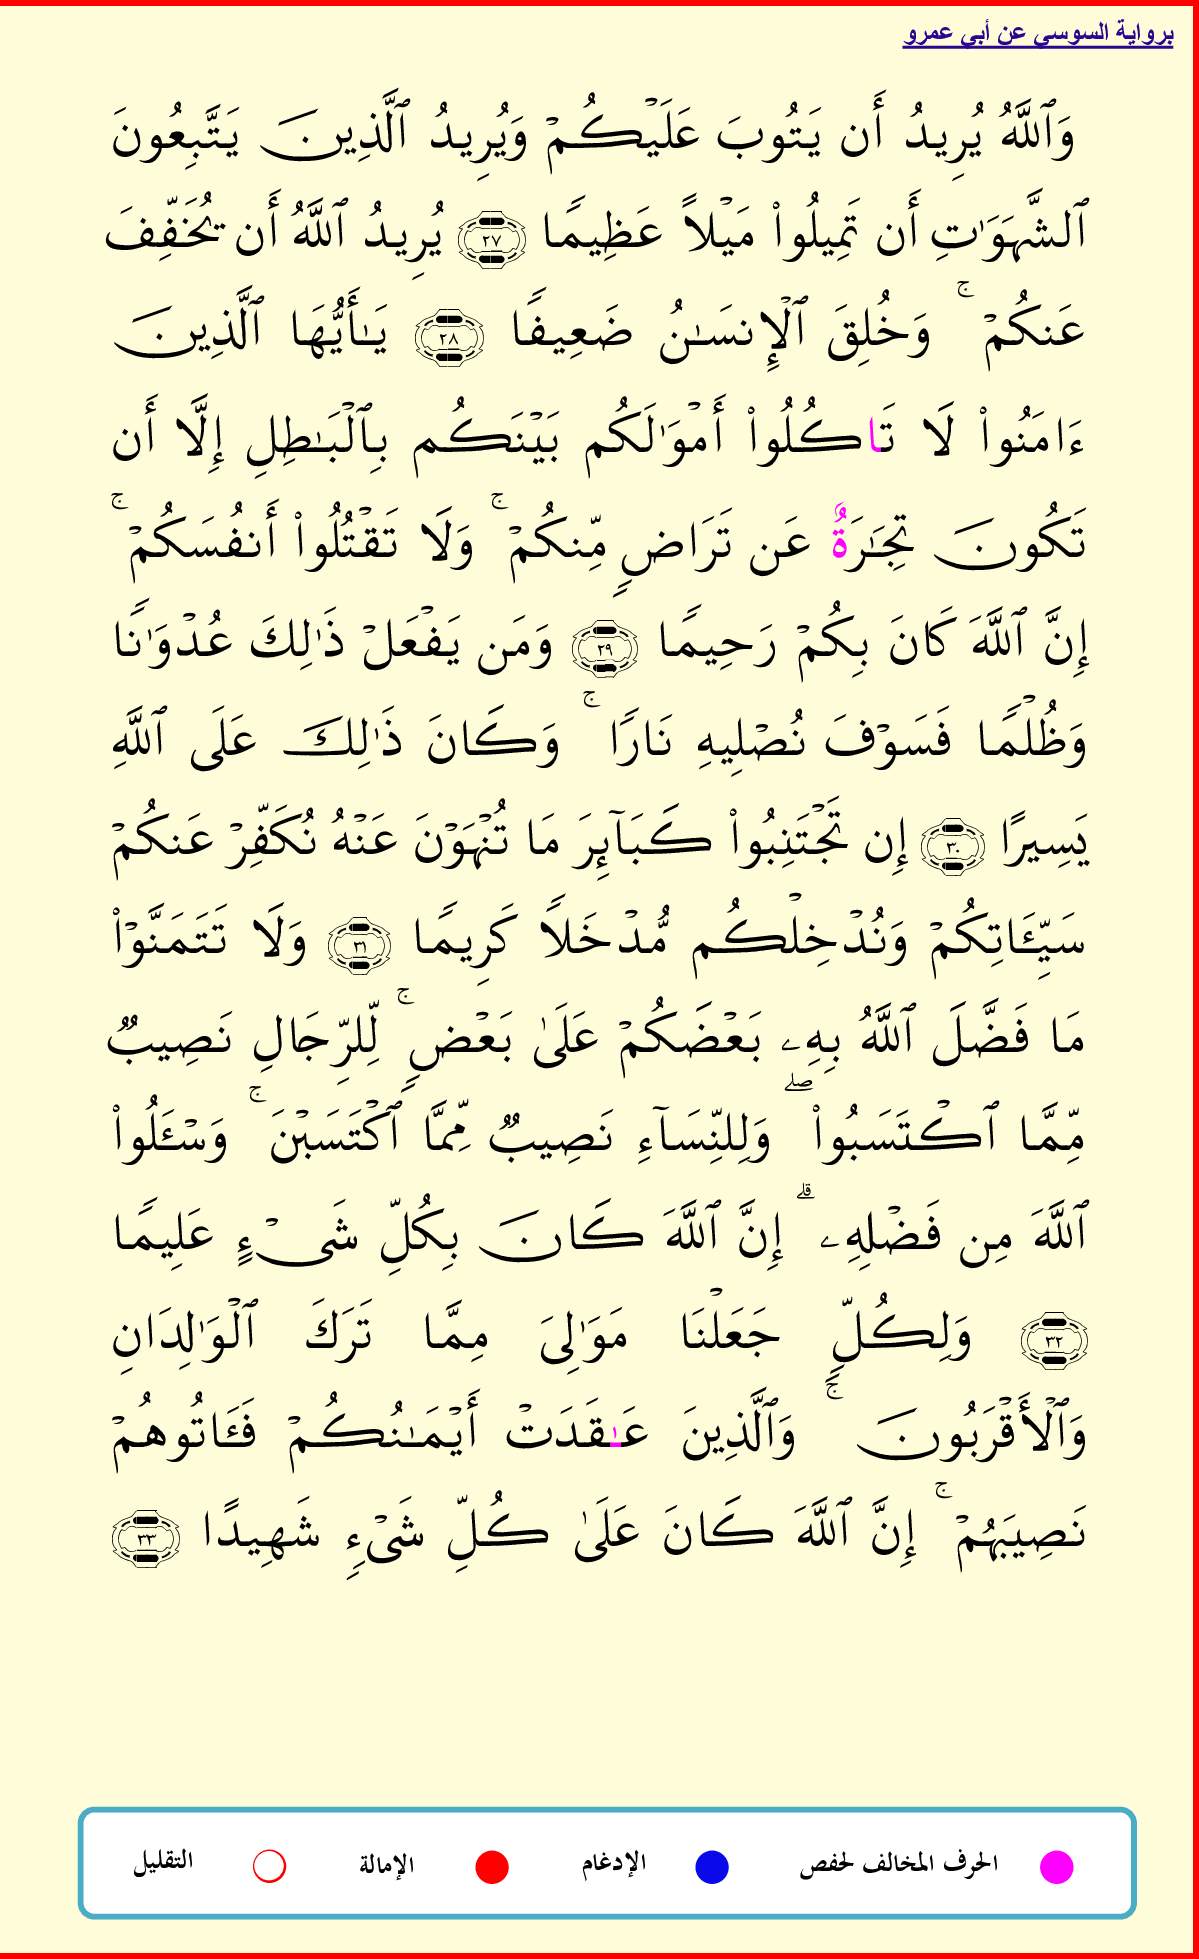 برواية السوسي عن أبي عمرو
وَٱللَّهُ يُرِيدُ أَن يَتُوبَ عَلَيۡكُمۡ وَيُرِيدُ ٱلَّذِينَ يَتَّبِعُونَ
ٱلشَّهَوَٰتِ أَن تَمِيلُواْ مَيۡلًا عَظِيمٗا ٢٧ يُرِيدُ ٱللَّهُ أَن يُخَفِّفَ
عَنكُمۡۚ وَخُلِقَ ٱلۡإِنسَٰنُ ضَعِيفٗا ٢٨ يَٰأَيُّهَا ٱلَّذِينَ
ءَامَنُواْ لَا تَاكُلُواْ أَمۡوَٰلَكُم بَيۡنَكُم بِٱلۡبَٰطِلِ إِلَّا أَن
تَكُونَ تِجَٰرَةٌ عَن تَرَاضٖ مِّنكُمۡۚ وَلَا تَقۡتُلُواْ أَنفُسَكُمۡۚ
إِنَّ ٱللَّهَ كَانَ بِكُمۡ رَحِيمٗا ٢٩ وَمَن يَفۡعَلۡ ذَٰلِكَ عُدۡوَٰنٗا
وَظُلۡمٗا فَسَوۡفَ نُصۡلِيهِ نَارٗاۚ وَكَانَ ذَٰلِكَ عَلَى ٱللَّهِ
يَسِيرًا ٣٠ إِن تَجۡتَنِبُواْ كَبَآئِرَ مَا تُنۡهَوۡنَ عَنۡهُ نُكَفِّرۡ عَنكُمۡ
سَيِّـَٔاتِكُمۡ وَنُدۡخِلۡكُم مُّدۡخَلٗا كَرِيمٗا ٣١ وَلَا تَتَمَنَّوۡاْ
مَا فَضَّلَ ٱللَّهُ بِهِۦ بَعۡضَكُمۡ عَلَىٰ بَعۡضٖۚ لِّلرِّجَالِ نَصِيبٞ
مِّمَّا ٱكۡتَسَبُواْۖ وَلِلنِّسَآءِ نَصِيبٞ مِّمَّا ٱكۡتَسَبۡنَۚ وَسۡـَٔلُواْ
ٱللَّهَ مِن فَضۡلِهِۦٓۗ إِنَّ ٱللَّهَ كَانَ بِكُلِّ شَيۡءٍ عَلِيمٗا
٣٢ وَلِكُلّٖ جَعَلۡنَا مَوَٰلِيَ مِمَّا تَرَكَ ٱلۡوَٰلِدَانِ
وَٱلۡأَقۡرَبُونَۚ وَٱلَّذِينَ عَٰقَدَتۡ أَيۡمَٰنُكُمۡ فَـَٔاتُوهُمۡ
نَصِيبَهُمۡۚ إِنَّ ٱللَّهَ كَانَ عَلَىٰ كُلِّ شَيۡءٖ شَهِيدًا ٣٣
الحرف المخالف لحفص الإدغام الإمالة التقليل